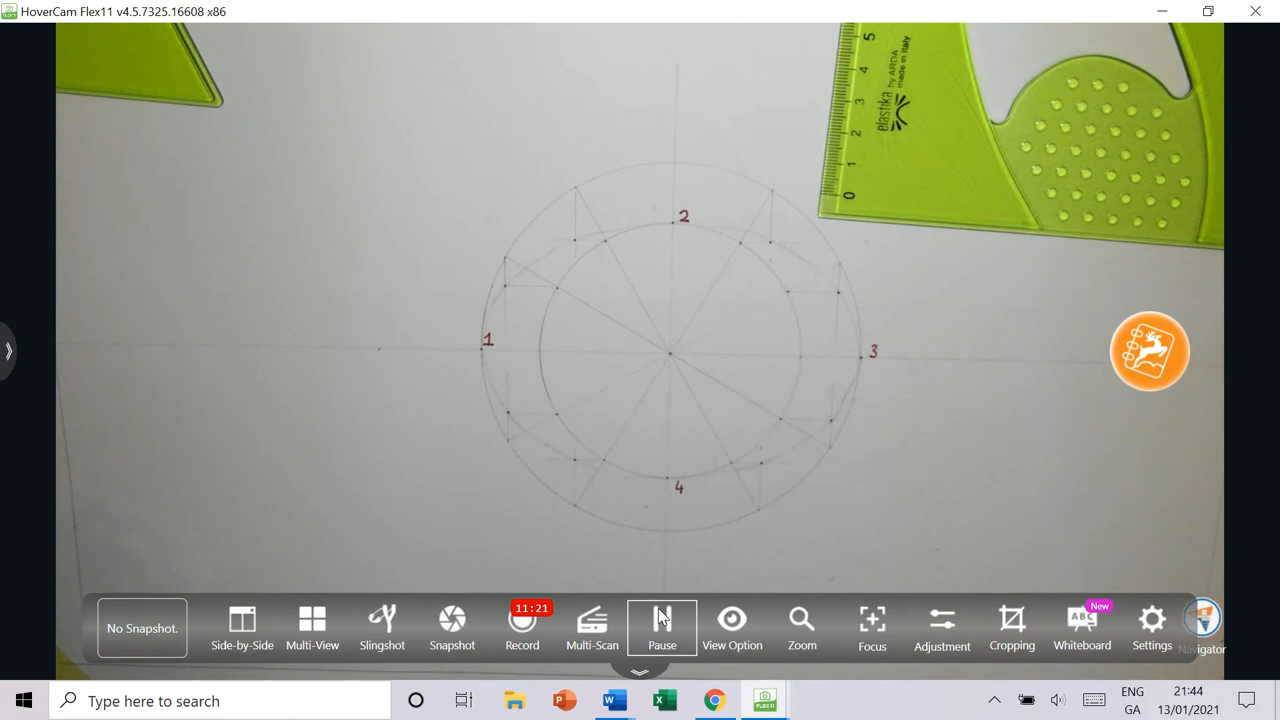 HoverCam Flex11 v4.5.7325.16608 x86
5
4
3
2
1
0
elastika by ARDA
made in Italy
2
1
3
4
No Snapshot.
Side-by-Side
Multi-View
Slingshot
Snapshot
11:21
Record
Multi-Scan
Pause
View Option
Zoom
Focus
Adjustment
Cropping
New
ABC
Whiteboard
Settings
Navigator
Type here to search
FLEX11
ENG
GA
21:44
13/01/2021